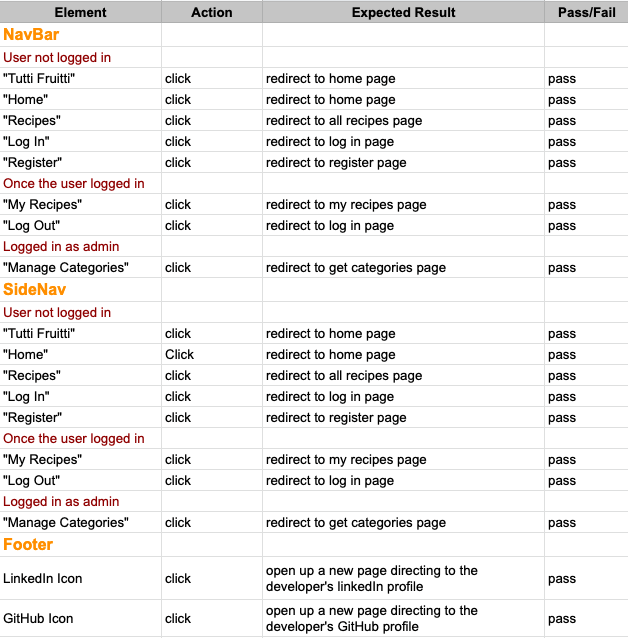 Element Action Expected Result Pass/Fail
NavBar
User not logged in
"Tutti Fruitti" click redirect to home page pass
"Home" click redirect to home page pass
"Recipes" click redirect to all recipes page pass
"Log In" click redirect to log in page pass
"Register" click redirect to register page pass
Once the user logged in
"My Recipes" click redirect to my recipes page pass
"Log Out" click redirect to log in page pass
Logged in as admin
"Manage Categories" click redirect to get categories page pass
SideNav
User not logged in
"Tutti Fruitti" click redirect to home page pass
"Home" Click redirect to home page pass
"Recipes" click redirect to all recipes page pass
"Log In" click redirect to log in page pass
"Register" click redirect to register page pass
Once the user logged in
"My Recipes" click redirect to my recipes page pass
"Log Out" click redirect to log in page pass
Logged in as admin
"Manage Categories" click redirect to get categories page pass
Footer
LinkedIn Icon click open up a new page directing to the
developer's linkedIn profile pass
GitHub Icon click open up a new page directing to the
developer's GitHub profile pass